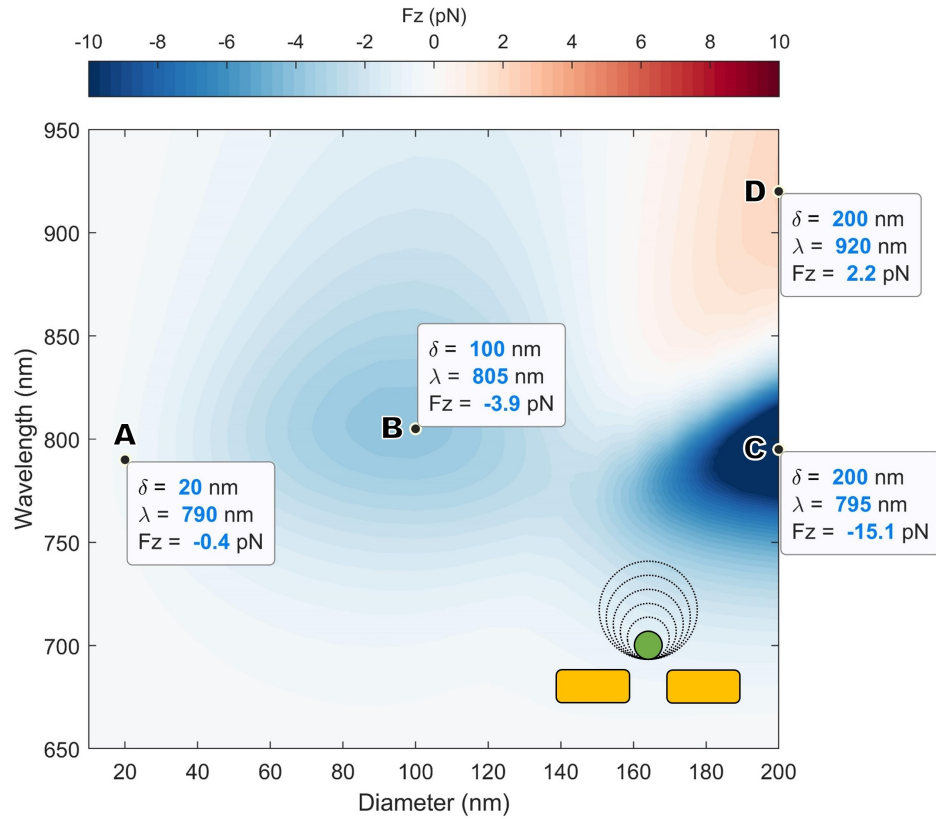 Fz (pN)
-10 -8 -6 -4 -2 0 2 4 6 8 10
950
900
850
800
750
700
650
Wavelength (nm)
D
δ = 200 nm
λ = 920 nm
Fz = 2.2 pN
δ = 100 nm
λ = 805 nm
Fz = -3.9 pN
B
A
δ = 20 nm
λ = 790 nm
Fz = -0.4 pN
C
δ = 200 nm
λ = 795 nm
Fz = -15.1 pN
20 40 60 80 100 120 140 160 180 200
Diameter (nm)